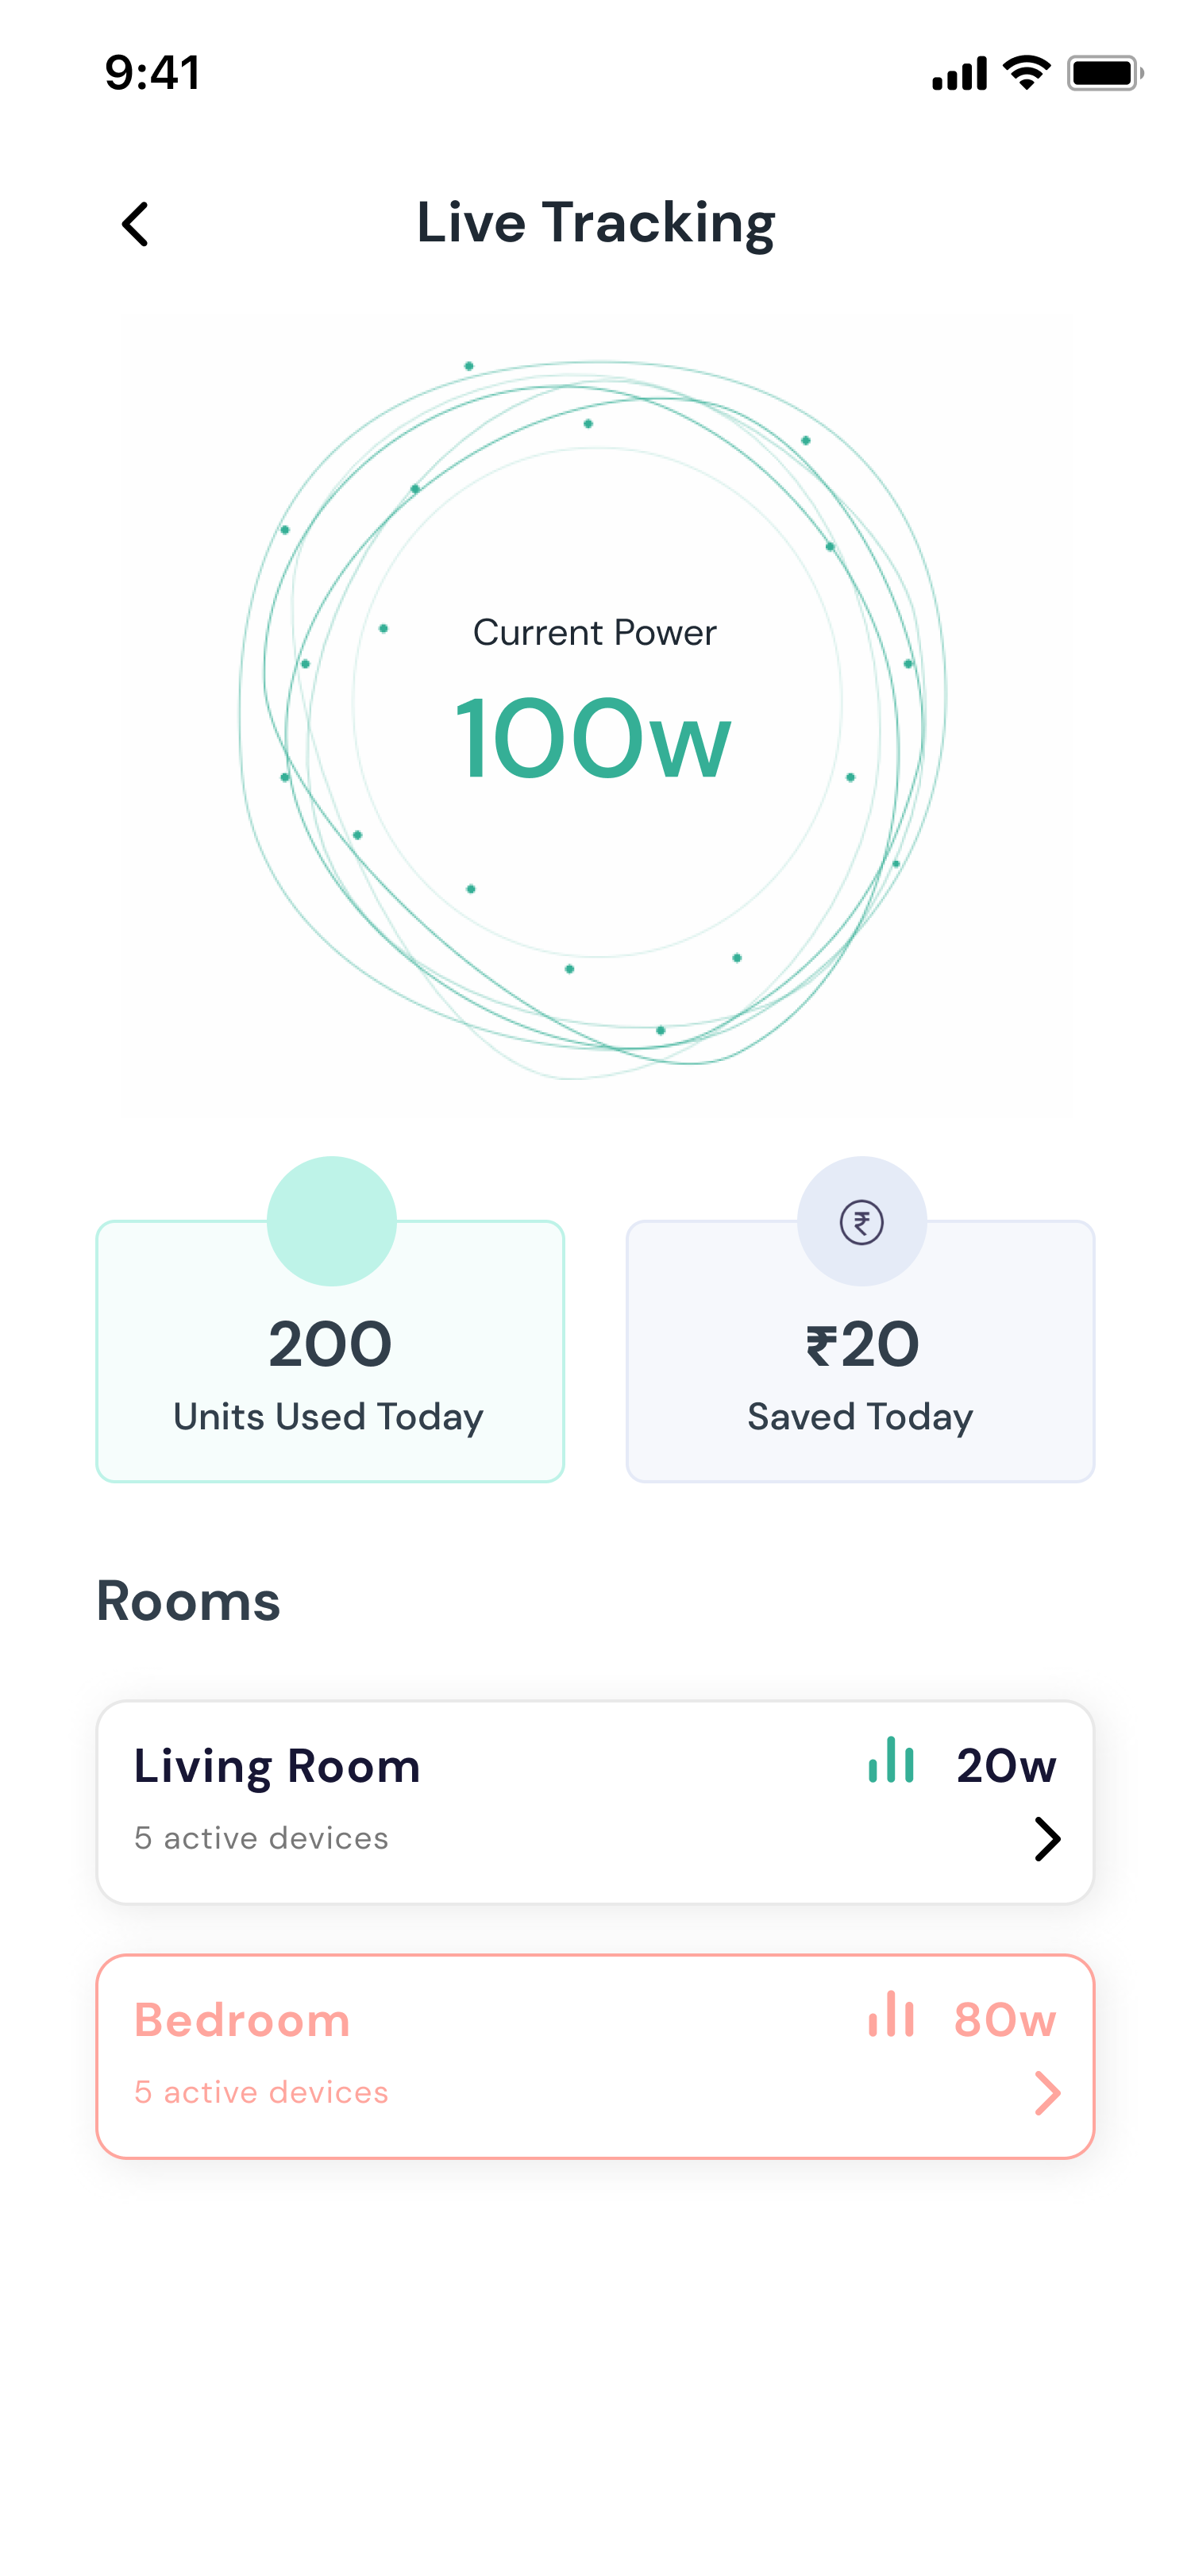 9:41
Live Tracking
Current Power
100w
₹
200
Units Used Today
₹20
Saved Today
Rooms
Living Room
20w
5 active devices
Bedroom
80w
5 active devices